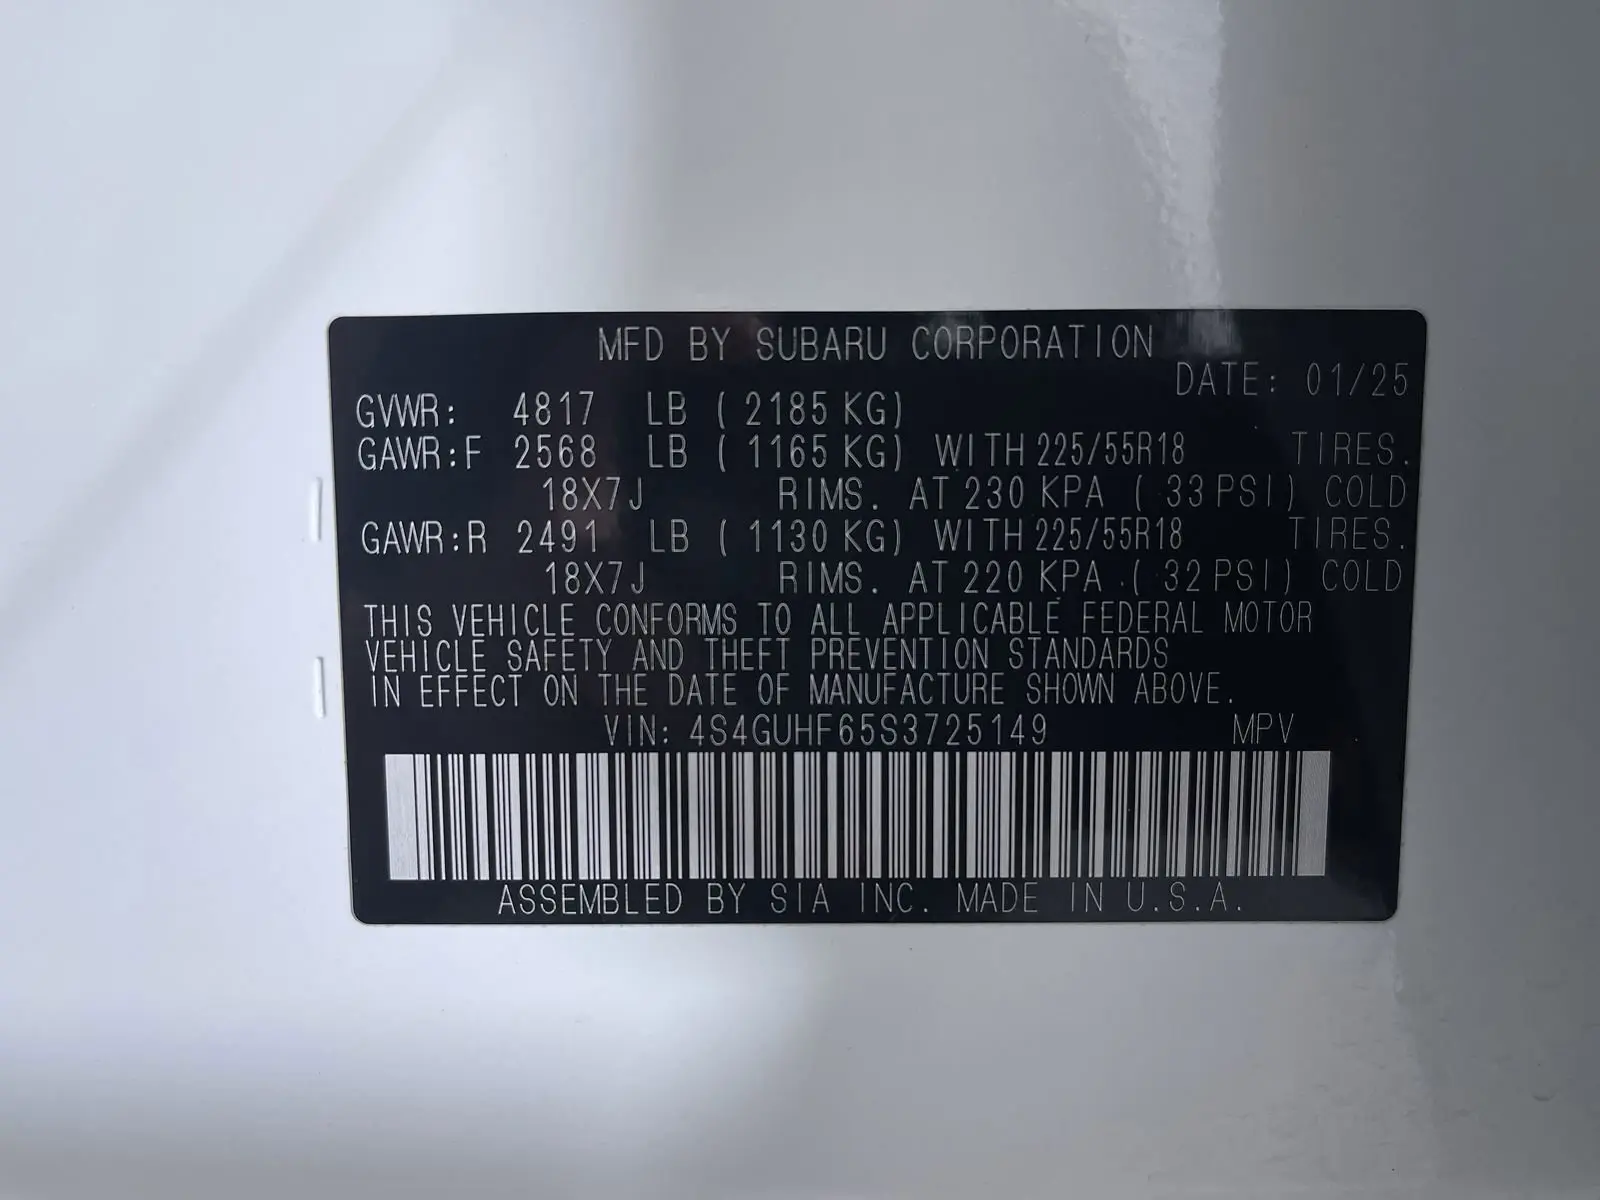 MFD BY SUBARU CORPORATION
DATE: 01/25
GVWR: 4817 LB ( 2185 KG)
GAWR:F 2568 LB ( 1165 KG) WITH 225/55R18 TIRES.
18X7J RIMS. AT 230 KPA ( 33 PSI) COLD
GAWR:R 2491 LB ( 1130 KG) WITH 225/55R18 TIRES.
18X7J RIMS. AT 220 KPA ( 32 PSI) COLD
THIS VEHICLE CONFORMS TO ALL APPLICABLE FEDERAL MOTOR
VEHICLE SAFETY AND THEFT PREVENTION STANDARDS
IN EFFECT ON THE DATE OF MANUFACTURE SHOWN ABOVE.
VIN: 4S4GUHF65S3725149 MPV
ASSEMBLED BY SIA INC. MADE IN U.S.A.